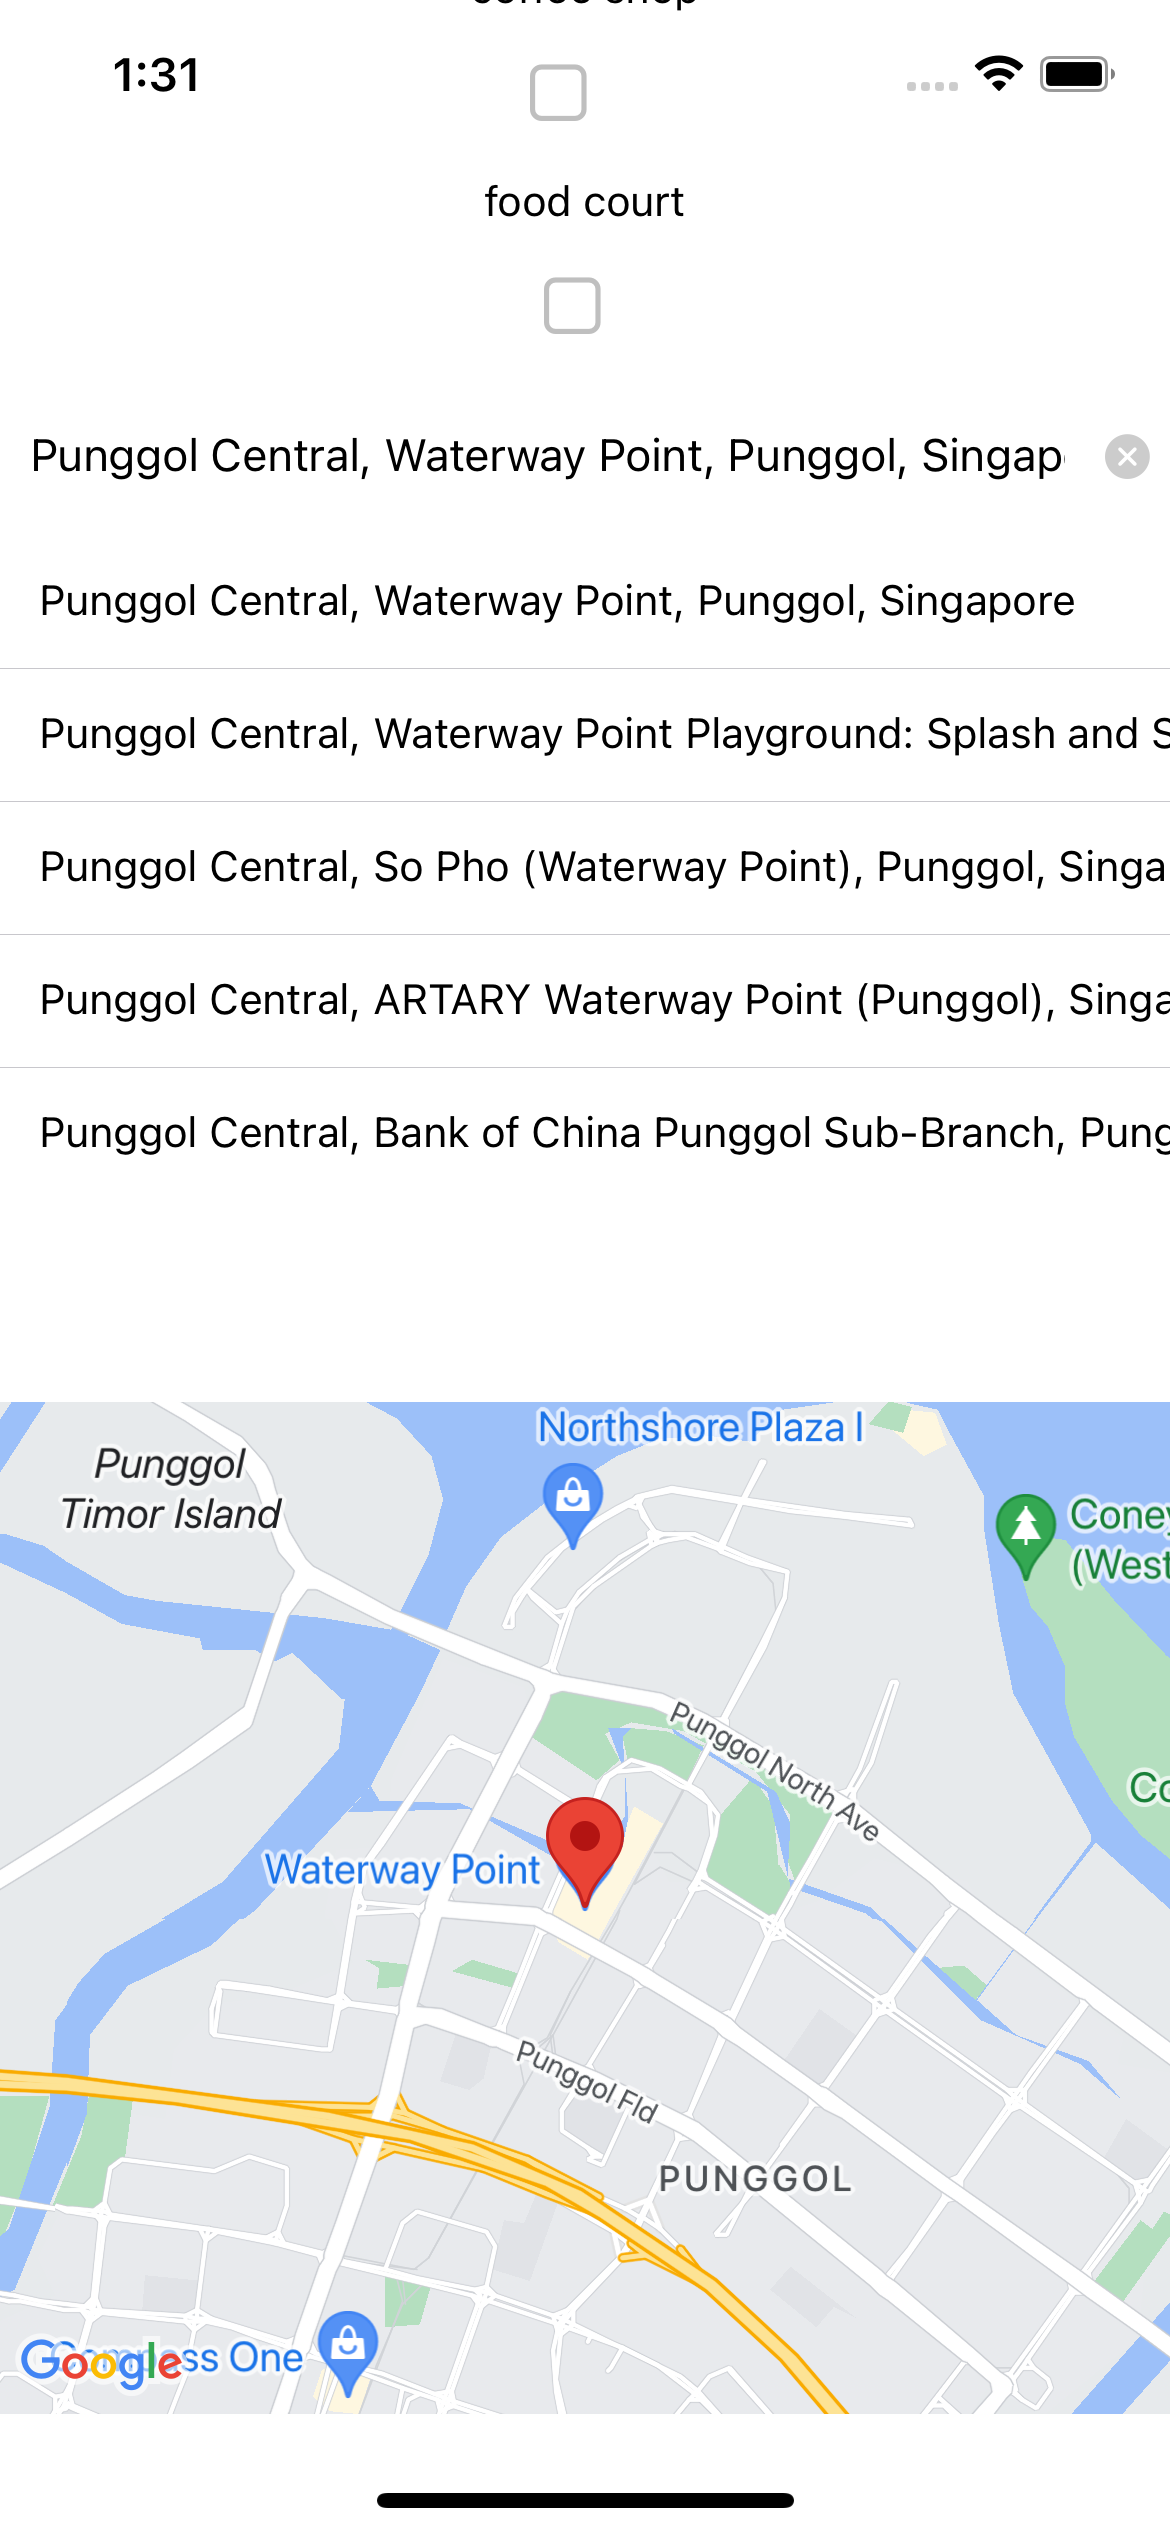 1:31
food court
Punggol Central, Waterway Point, Punggol, Singap
Punggol Central, Waterway Point, Punggol, Singapore
Punggol Central, Waterway Point Playground: Splash and S
Punggol Central, So Pho (Waterway Point), Punggol, Singa
Punggol Central, ARTARY Waterway Point (Punggol), Singa
Punggol Central, Bank of China Punggol Sub-Branch, Pung
Northshore Plaza I
Punggol
Timor Island
Coney
(West
Punggol North Ave
Co
Waterway Point
Punggol Fld
PUNGGOL
Google
One